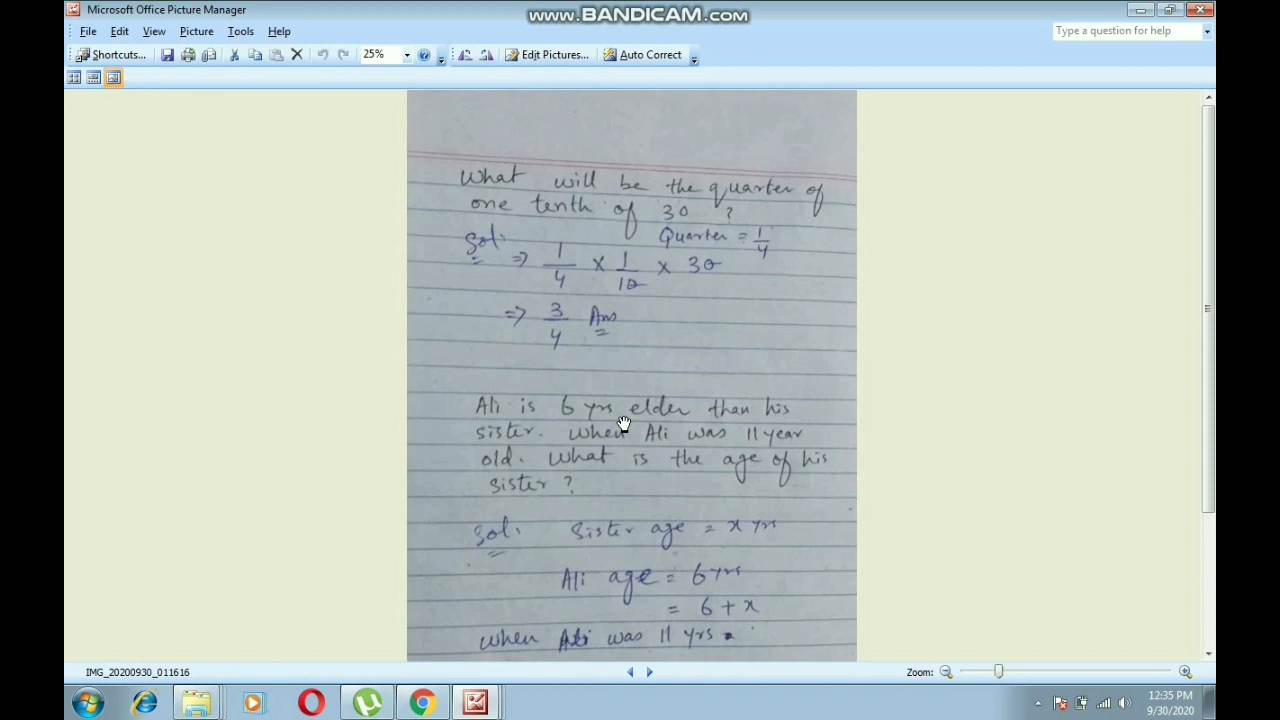 Microsoft Office Picture Manager
www.BANDICAM.com
File Edit View Picture Tools Help
Type a question for help
Shortcuts... 25% Edit Pictures... Auto Correct
What will be the quarter of
one tenth of 30 ?
Sol: Quarter = 1/4
=> 1/4 × 1/10 × 30
=> 3/4 Ans
Ali is 6 yrs elder than his
sister. When Ali was 11 year
old. What is the age of his
sister ?
Sol. Sister age = x yrs
Ali age = 6 yrs
= 6 + x
when Ali was 11 yrs
IMG_20200930_011616
Zoom:
12:35 PM
9/30/2020